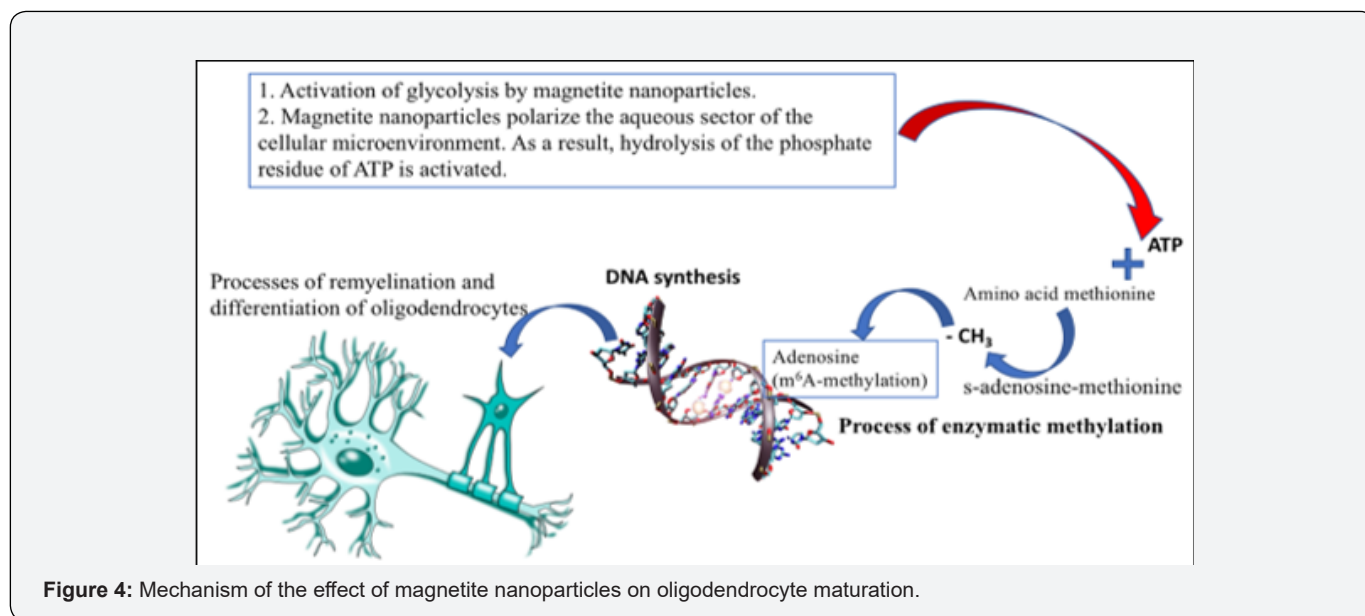 1. Activation of glycolysis by magnetite nanoparticles.
2. Magnetite nanoparticles polarize the aqueous sector of the
cellular microenvironment. As a result, hydrolysis of the phosphate
residue of ATP is activated.
ATP
+
Amino acid methionine
- CH₃
s-adenosine-methionine
Adenosine
(m⁶A-methylation)
Process of enzymatic methylation
DNA synthesis
Processes of remyelination and
differentiation of oligodendrocytes
Figure 4: Mechanism of the effect of magnetite nanoparticles on oligodendrocyte maturation.